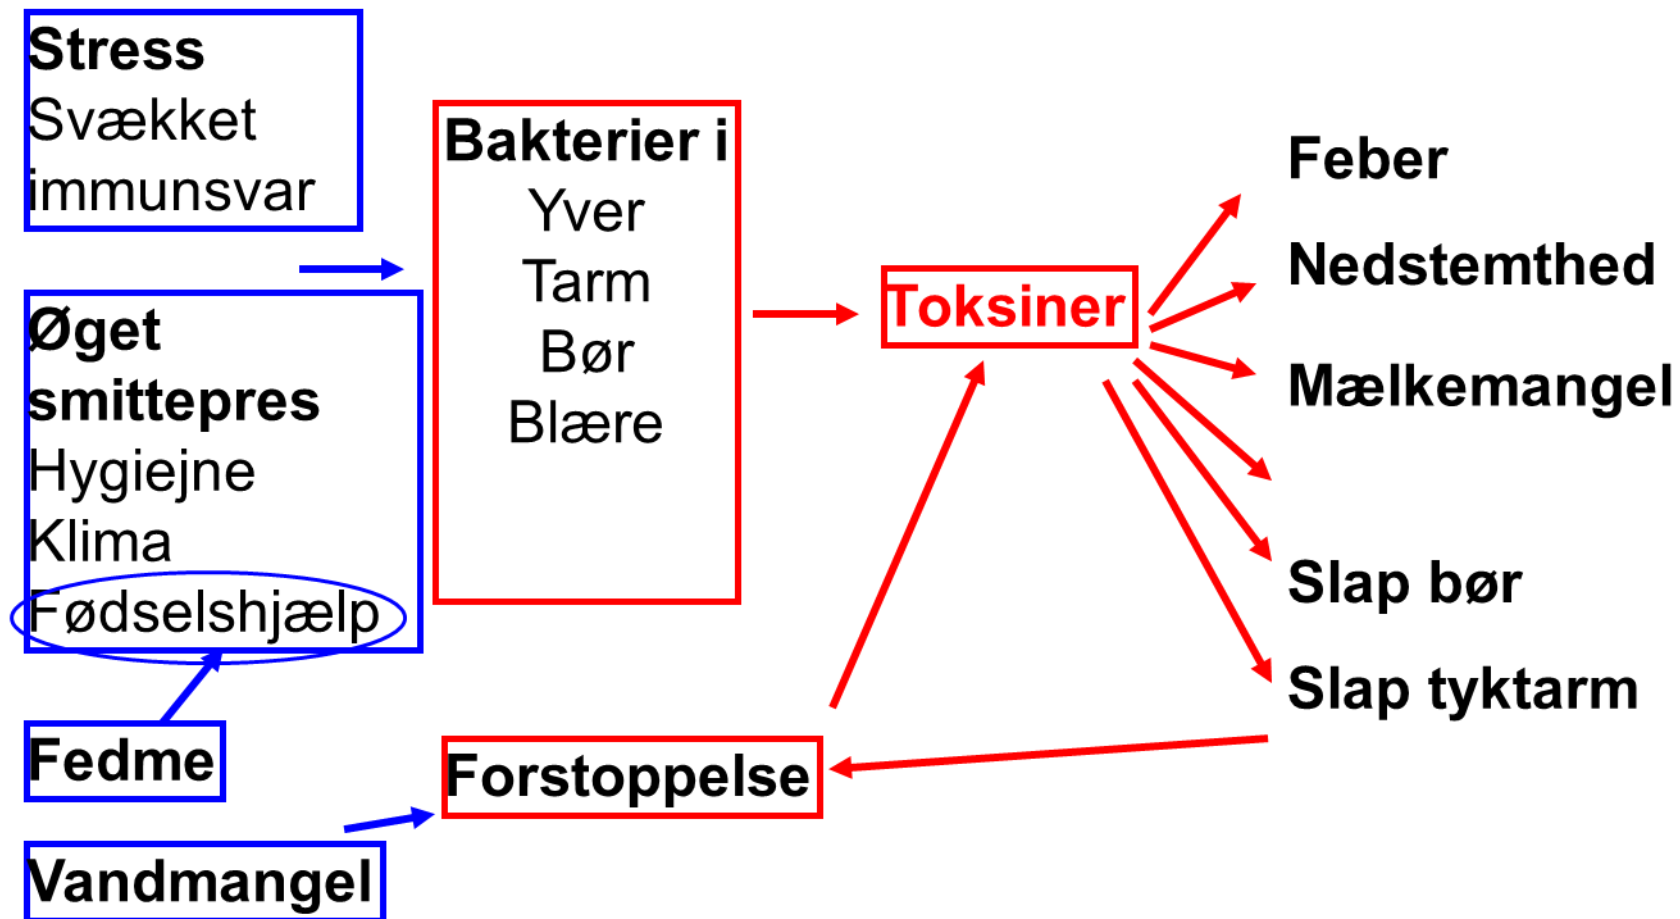 Stress
Svækket
immunsvar
Øget
smittepres
Hygiejne
Klima
Fødselshjælp
Fedme
Vandmangel
Bakterier i
Yver
Tarm
Bør
Blære
Forstoppelse
Toksiner
Feber
Nedstemthed
Mælkemangel
Slap bør
Slap tyktarm